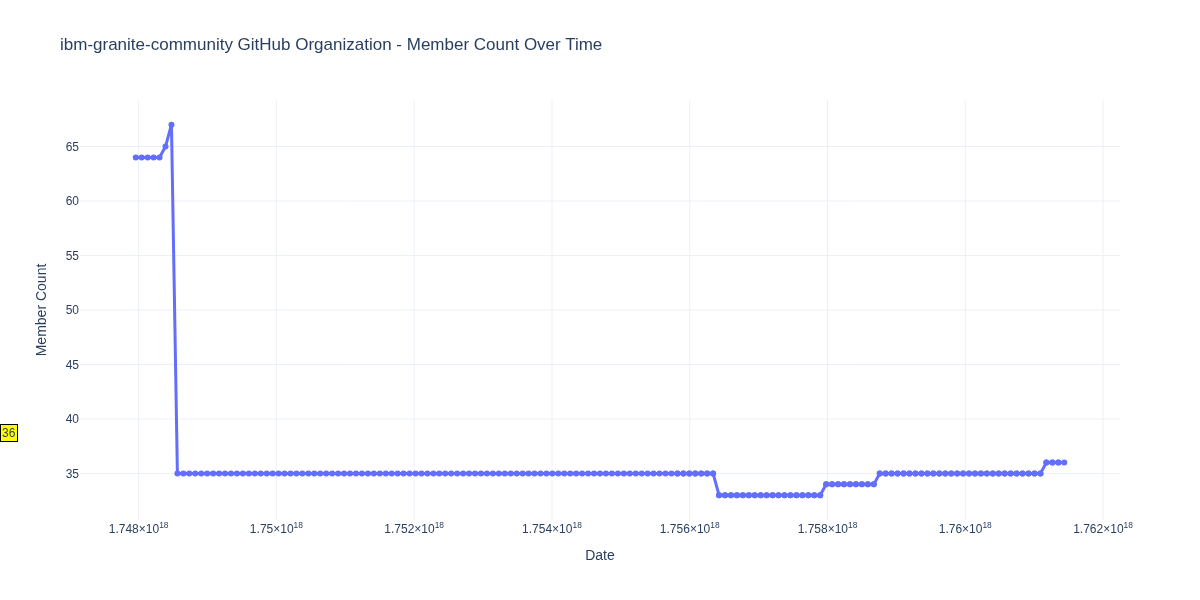 ibm-granite-community GitHub Organization - Member Count Over Time
65
60
55
50
45
40
35
Member Count
36
1.748×10¹⁸ 1.75×10¹⁸ 1.752×10¹⁸ 1.754×10¹⁸ 1.756×10¹⁸ 1.758×10¹⁸ 1.76×10¹⁸ 1.762×10¹⁸
Date